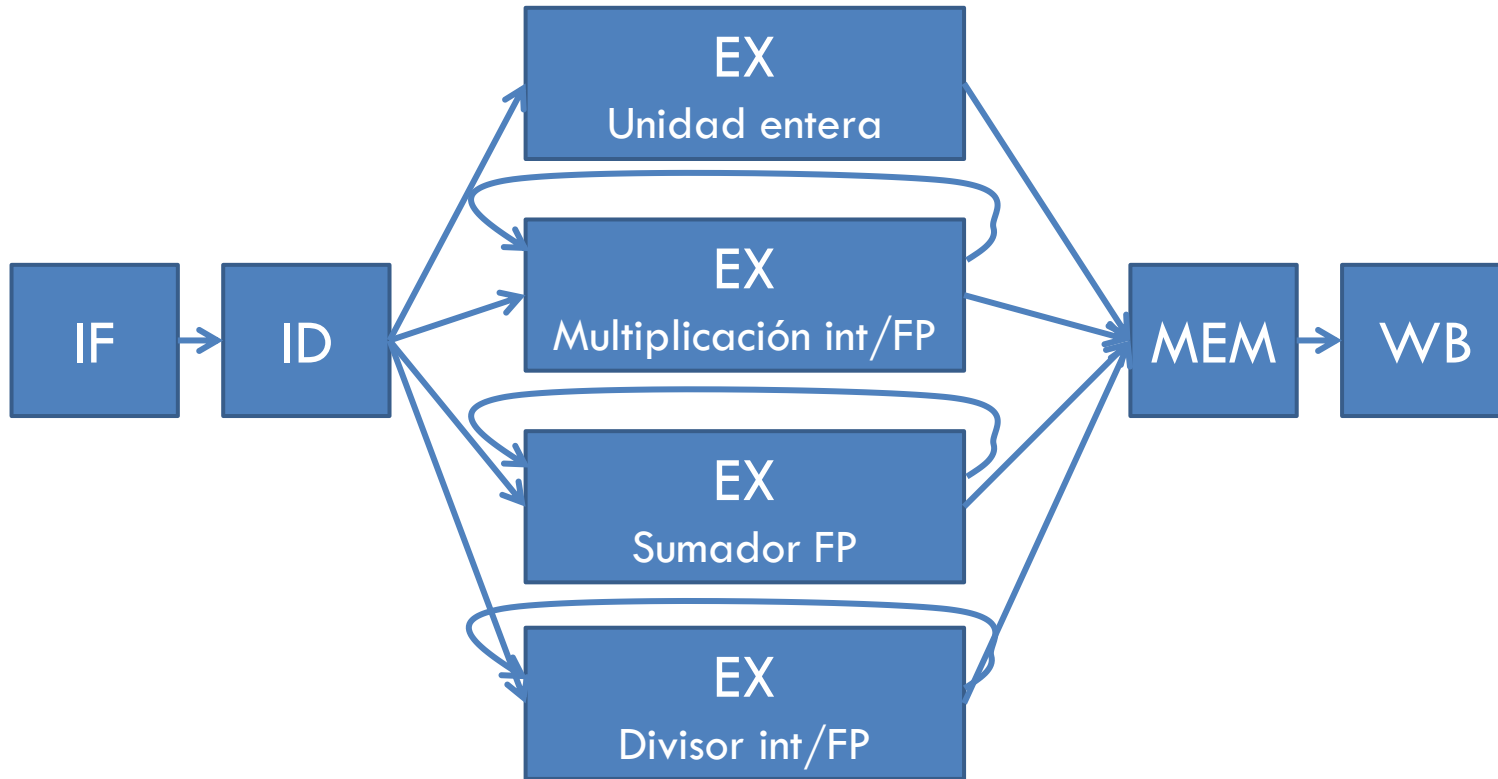 IF
ID
EX
Unidad entera
EX
Multiplicación int/FP
EX
Sumador FP
EX
Divisor int/FP
MEM
WB